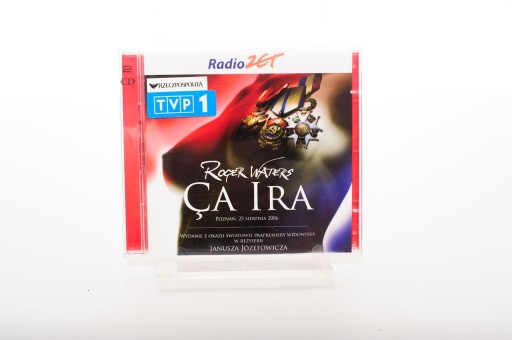 Radio ZET
2
CD
RZECZPOSPOLITA
TVP 1
ROGER WATERS
ÇA IRA
POZNAŃ, 25 SIERPNIA 2006
WYDANIE Z OKAZJI ŚWIATOWEJ PRAPREMIERY WIDOWISKA
W REŻYSERII
JANUSZA JÓZEFOWICZA